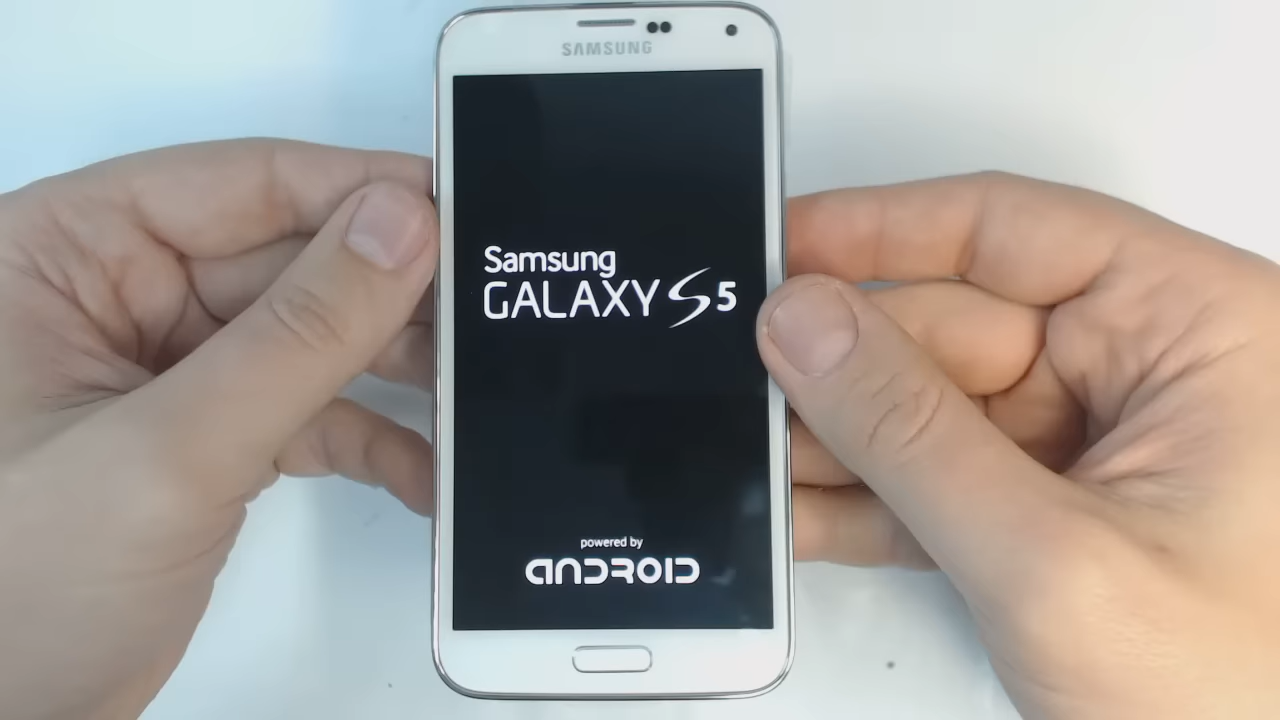 SAMSUNG
Samsung
GALAXY S5
powered by
ANDROID